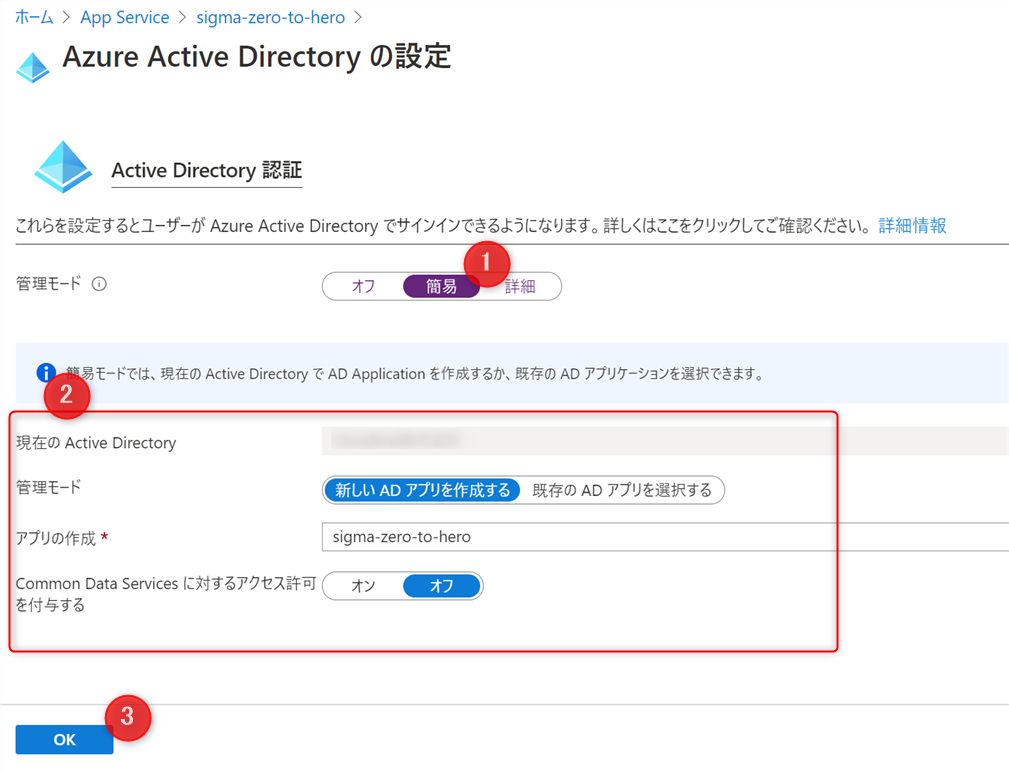 ホーム > App Service > sigma-zero-to-hero >
Azure Active Directory の設定
Active Directory 認証
これらを設定するとユーザーが Azure Active Directory でサインインできるようになります。詳しくはここをクリックしてご確認ください。 詳細情報
1
管理モード オフ 簡易 詳細
簡易モードでは、現在の Active Directory で AD Application を作成するか、既存の AD アプリケーションを選択できます。
2
現在の Active Directory
管理モード 新しい AD アプリを作成する 既存の AD アプリを選択する
アプリの作成 * sigma-zero-to-hero
Common Data Services に対するアクセス許可 オン オフ
を付与する
3
OK